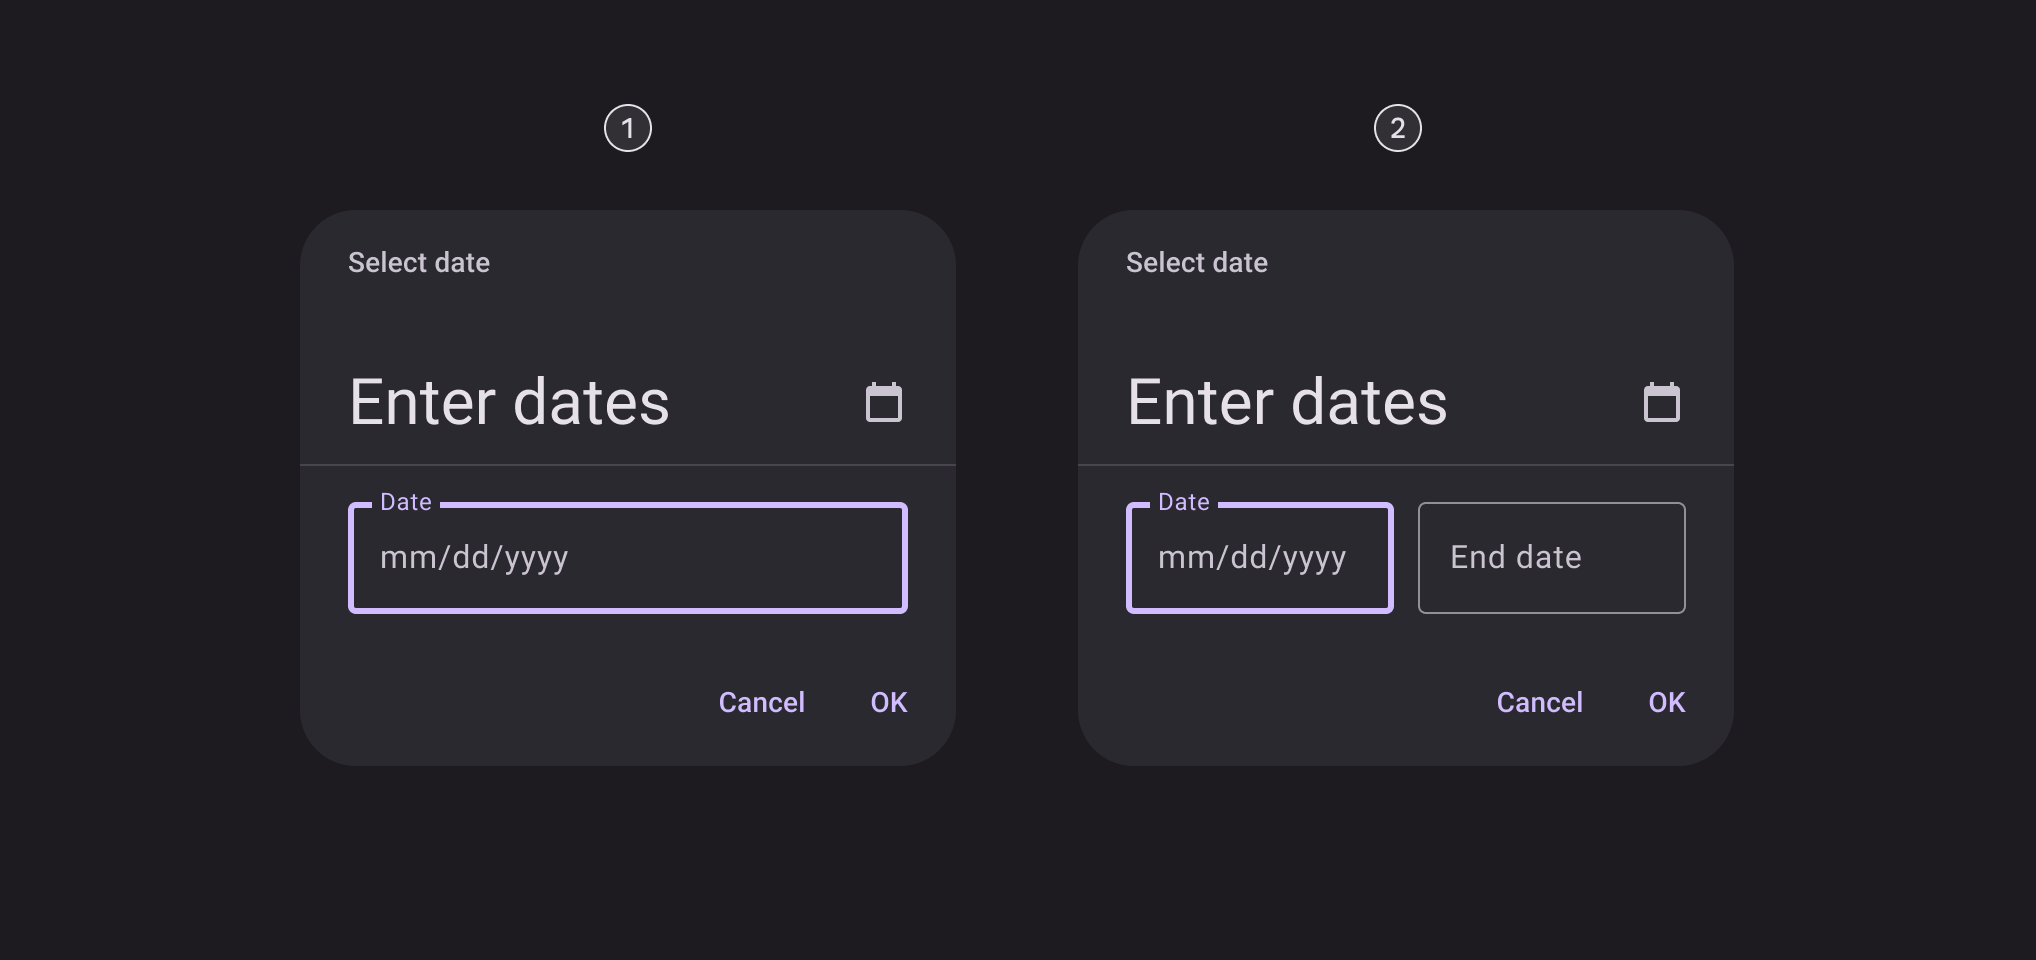 1
Select date
Enter dates
Date
mm/dd/yyyy
Cancel OK
2
Select date
Enter dates
Date
mm/dd/yyyy
End date
Cancel OK